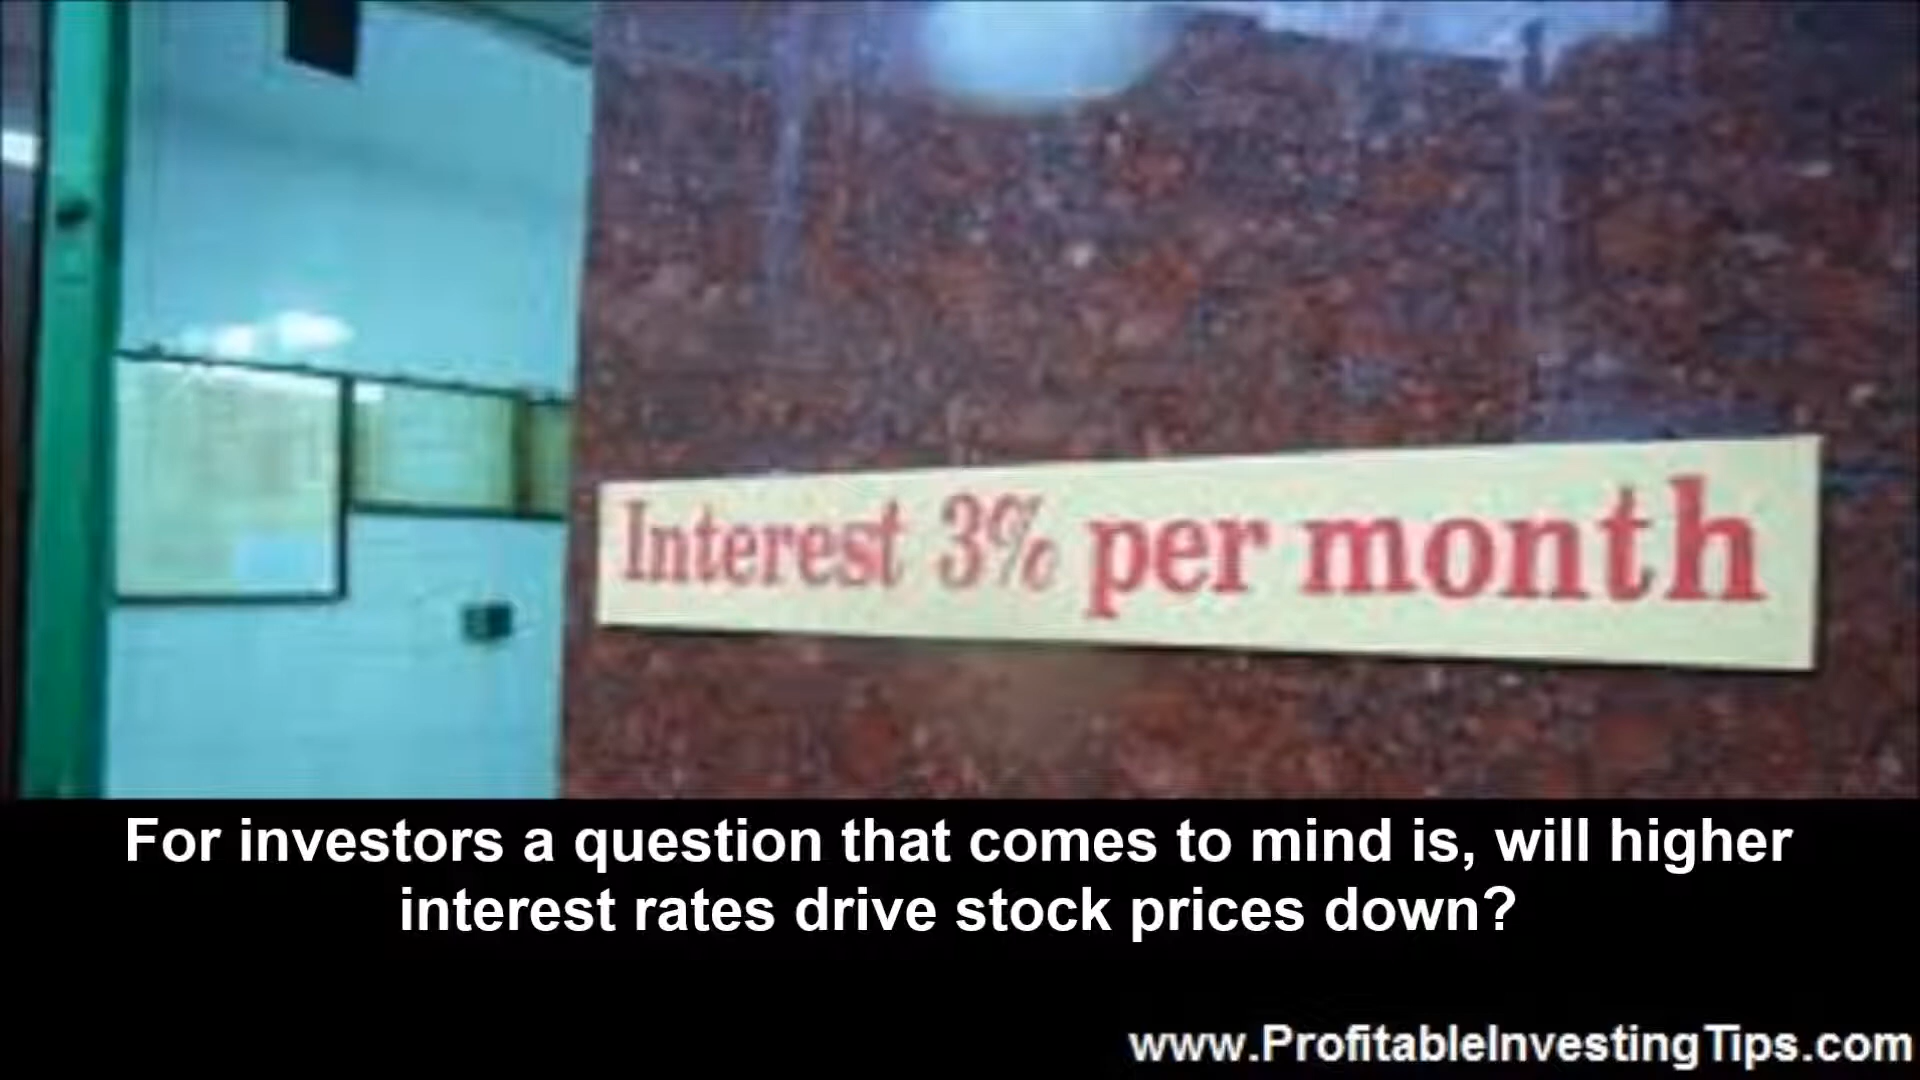 Interest 3% per month
For investors a question that comes to mind is, will higher
interest rates drive stock prices down?
www.ProfitableInvestingTips.com